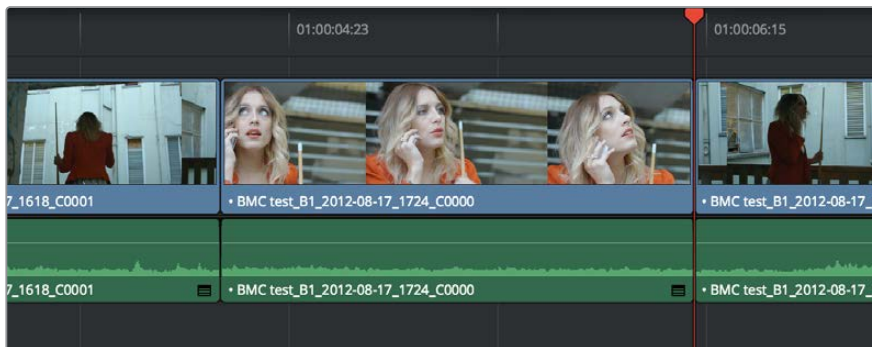 01:00:04:23
01:00:06:15
7_1618_C0001
• BMC test_B1_2012-08-17_1724_C0000
• BMC test_B1_2012-08-17_
7_1618_C0001
• BMC test_B1_2012-08-17_1724_C0000
• BMC test_B1_2012-08-17_